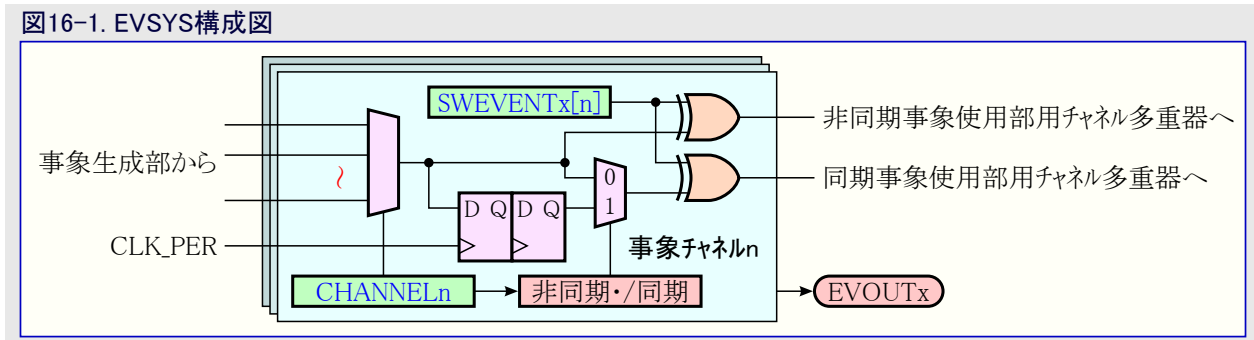 図16-1. EVSYS構成図
SWEVENTx[n]
非同期事象使用部用チャネル多重器へ
事象生成部から
~
0
1
同期事象使用部用チャネル多重器へ
D Q D Q
CLK_PER
事象チャネルn
CHANNELn
非同期・/同期
EVOUTx